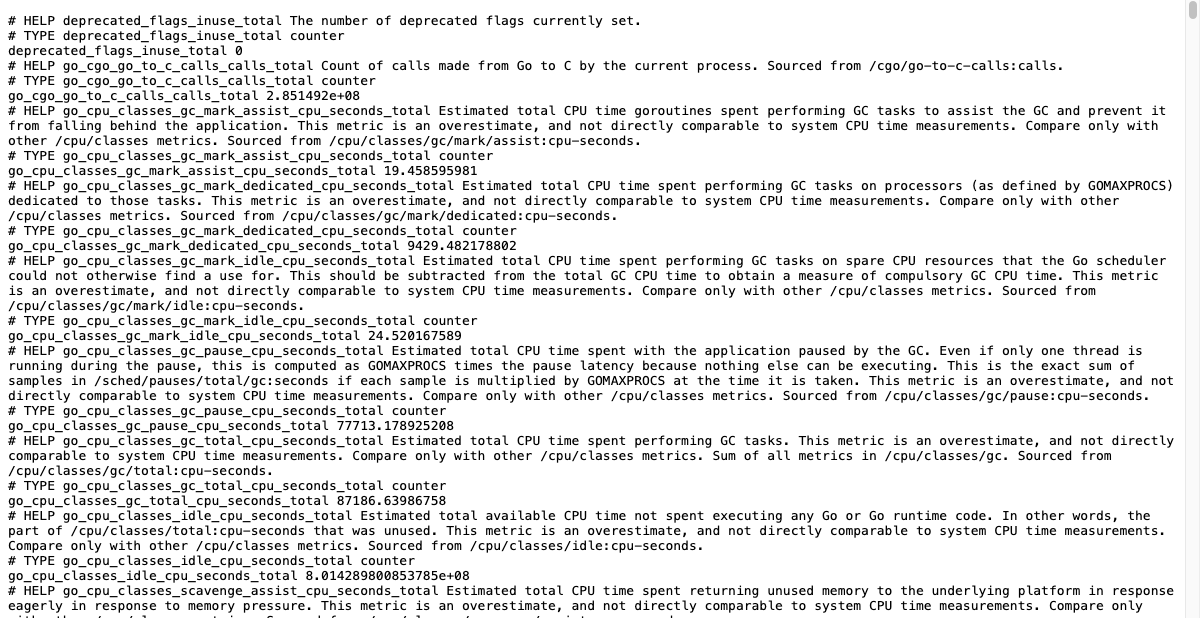 # HELP deprecated_flags_inuse_total The number of deprecated flags currently set.
# TYPE deprecated_flags_inuse_total counter
deprecated_flags_inuse_total 0
# HELP go_cgo_go_to_c_calls_calls_total Count of calls made from Go to C by the current process. Sourced from /cgo/go-to-c-calls:calls.
# TYPE go_cgo_go_to_c_calls_calls_total counter
go_cgo_go_to_c_calls_calls_total 2.851492e+08
# HELP go_cpu_classes_gc_mark_assist_cpu_seconds_total Estimated total CPU time goroutines spent performing GC tasks to assist the GC and prevent it
from falling behind the application. This metric is an overestimate, and not directly comparable to system CPU time measurements. Compare only with
other /cpu/classes metrics. Sourced from /cpu/classes/gc/mark/assist:cpu-seconds.
# TYPE go_cpu_classes_gc_mark_assist_cpu_seconds_total counter
go_cpu_classes_gc_mark_assist_cpu_seconds_total 19.458595981
# HELP go_cpu_classes_gc_mark_dedicated_cpu_seconds_total Estimated total CPU time spent performing GC tasks on processors (as defined by GOMAXPROCS)
dedicated to those tasks. This metric is an overestimate, and not directly comparable to system CPU time measurements. Compare only with other
/cpu/classes metrics. Sourced from /cpu/classes/gc/mark/dedicated:cpu-seconds.
# TYPE go_cpu_classes_gc_mark_dedicated_cpu_seconds_total counter
go_cpu_classes_gc_mark_dedicated_cpu_seconds_total 9429.482178802
# HELP go_cpu_classes_gc_mark_idle_cpu_seconds_total Estimated total CPU time spent performing GC tasks on spare CPU resources that the Go scheduler
could not otherwise find a use for. This should be subtracted from the total GC CPU time to obtain a measure of compulsory GC CPU time. This metric
is an overestimate, and not directly comparable to system CPU time measurements. Compare only with other /cpu/classes metrics. Sourced from
/cpu/classes/gc/mark/idle:cpu-seconds.
# TYPE go_cpu_classes_gc_mark_idle_cpu_seconds_total counter
go_cpu_classes_gc_mark_idle_cpu_seconds_total 24.520167589
# HELP go_cpu_classes_gc_pause_cpu_seconds_total Estimated total CPU time spent with the application paused by the GC. Even if only one thread is
running during the pause, this is computed as GOMAXPROCS times the pause latency because nothing else can be executing. This is the exact sum of
samples in /sched/pauses/total/gc:seconds if each sample is multiplied by GOMAXPROCS at the time it is taken. This metric is an overestimate, and not
directly comparable to system CPU time measurements. Compare only with other /cpu/classes metrics. Sourced from /cpu/classes/gc/pause:cpu-seconds.
# TYPE go_cpu_classes_gc_pause_cpu_seconds_total counter
go_cpu_classes_gc_pause_cpu_seconds_total 77713.178925208
# HELP go_cpu_classes_gc_total_cpu_seconds_total Estimated total CPU time spent performing GC tasks. This metric is an overestimate, and not directly
comparable to system CPU time measurements. Compare only with other /cpu/classes metrics. Sum of all metrics in /cpu/classes/gc. Sourced from
/cpu/classes/gc/total:cpu-seconds.
# TYPE go_cpu_classes_gc_total_cpu_seconds_total counter
go_cpu_classes_gc_total_cpu_seconds_total 87186.63986758
# HELP go_cpu_classes_idle_cpu_seconds_total Estimated total available CPU time not spent executing any Go or Go runtime code. In other words, the
part of /cpu/classes/total:cpu-seconds that was unused. This metric is an overestimate, and not directly comparable to system CPU time measurements.
Compare only with other /cpu/classes metrics. Sourced from /cpu/classes/idle:cpu-seconds.
# TYPE go_cpu_classes_idle_cpu_seconds_total counter
go_cpu_classes_idle_cpu_seconds_total 8.014289800853785e+08
# HELP go_cpu_classes_scavenge_assist_cpu_seconds_total Estimated total CPU time spent returning unused memory to the underlying platform in response
eagerly in response to memory pressure. This metric is an overestimate, and not directly comparable to system CPU time measurements. Compare only